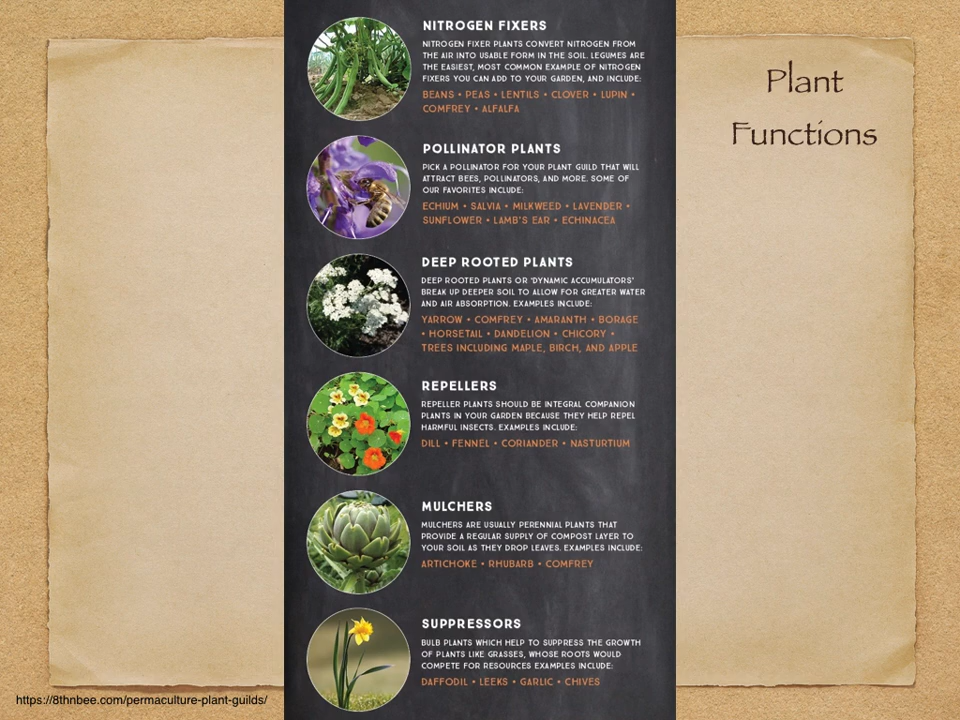 Plant
Functions
NITROGEN FIXERS
NITROGEN FIXER PLANTS CONVERT NITROGEN FROM
THE AIR INTO USABLE FORM IN THE SOIL. LEGUMES ARE
THE EASIEST, MOST COMMON EXAMPLE OF NITROGEN
FIXERS YOU CAN ADD TO YOUR GARDEN, AND INCLUDE:
BEANS • PEAS • LENTILS • CLOVER • LUPIN •
COMFREY • ALFALFA
POLLINATOR PLANTS
PICK A POLLINATOR FOR YOUR PLANT GUILD THAT WILL
ATTRACT BEES, POLLINATORS, AND MORE. SOME OF
OUR FAVORITES INCLUDE:
ECHIUM • SALVIA • MILKWEED • LAVENDER •
SUNFLOWER • LAMB'S EAR • ECHINACEA
DEEP ROOTED PLANTS
DEEP ROOTED PLANTS OR 'DYNAMIC ACCUMULATORS'
BREAK UP DEEPER SOIL TO ALLOW FOR GREATER WATER
AND AIR ABSORPTION. EXAMPLES INCLUDE:
YARROW • COMFREY • AMARANTH • BORAGE
• HORSETAIL • DANDELION • CHICORY •
TREES INCLUDING MAPLE, BIRCH, AND APPLE
REPELLERS
REPELLER PLANTS SHOULD BE INTEGRAL COMPANION
PLANTS IN YOUR GARDEN BECAUSE THEY HELP REPEL
HARMFUL INSECTS. EXAMPLES INCLUDE:
DILL • FENNEL • CORIANDER • NASTURTIUM
MULCHERS
MULCHERS ARE USUALLY PERENNIAL PLANTS THAT
PROVIDE A REGULAR SUPPLY OF COMPOST LAYER TO
YOUR SOIL AS THEY DROP LEAVES. EXAMPLES INCLUDE:
ARTICHOKE • RHUBARB • COMFREY
SUPPRESSORS
BULB PLANTS WHICH HELP TO SUPPRESS THE GROWTH
OF PLANTS LIKE GRASSES, WHOSE ROOTS WOULD
COMPETE FOR RESOURCES EXAMPLES INCLUDE:
DAFFODIL • LEEKS • GARLIC • CHIVES
https://8thnbee.com/permaculture-plant-guilds/